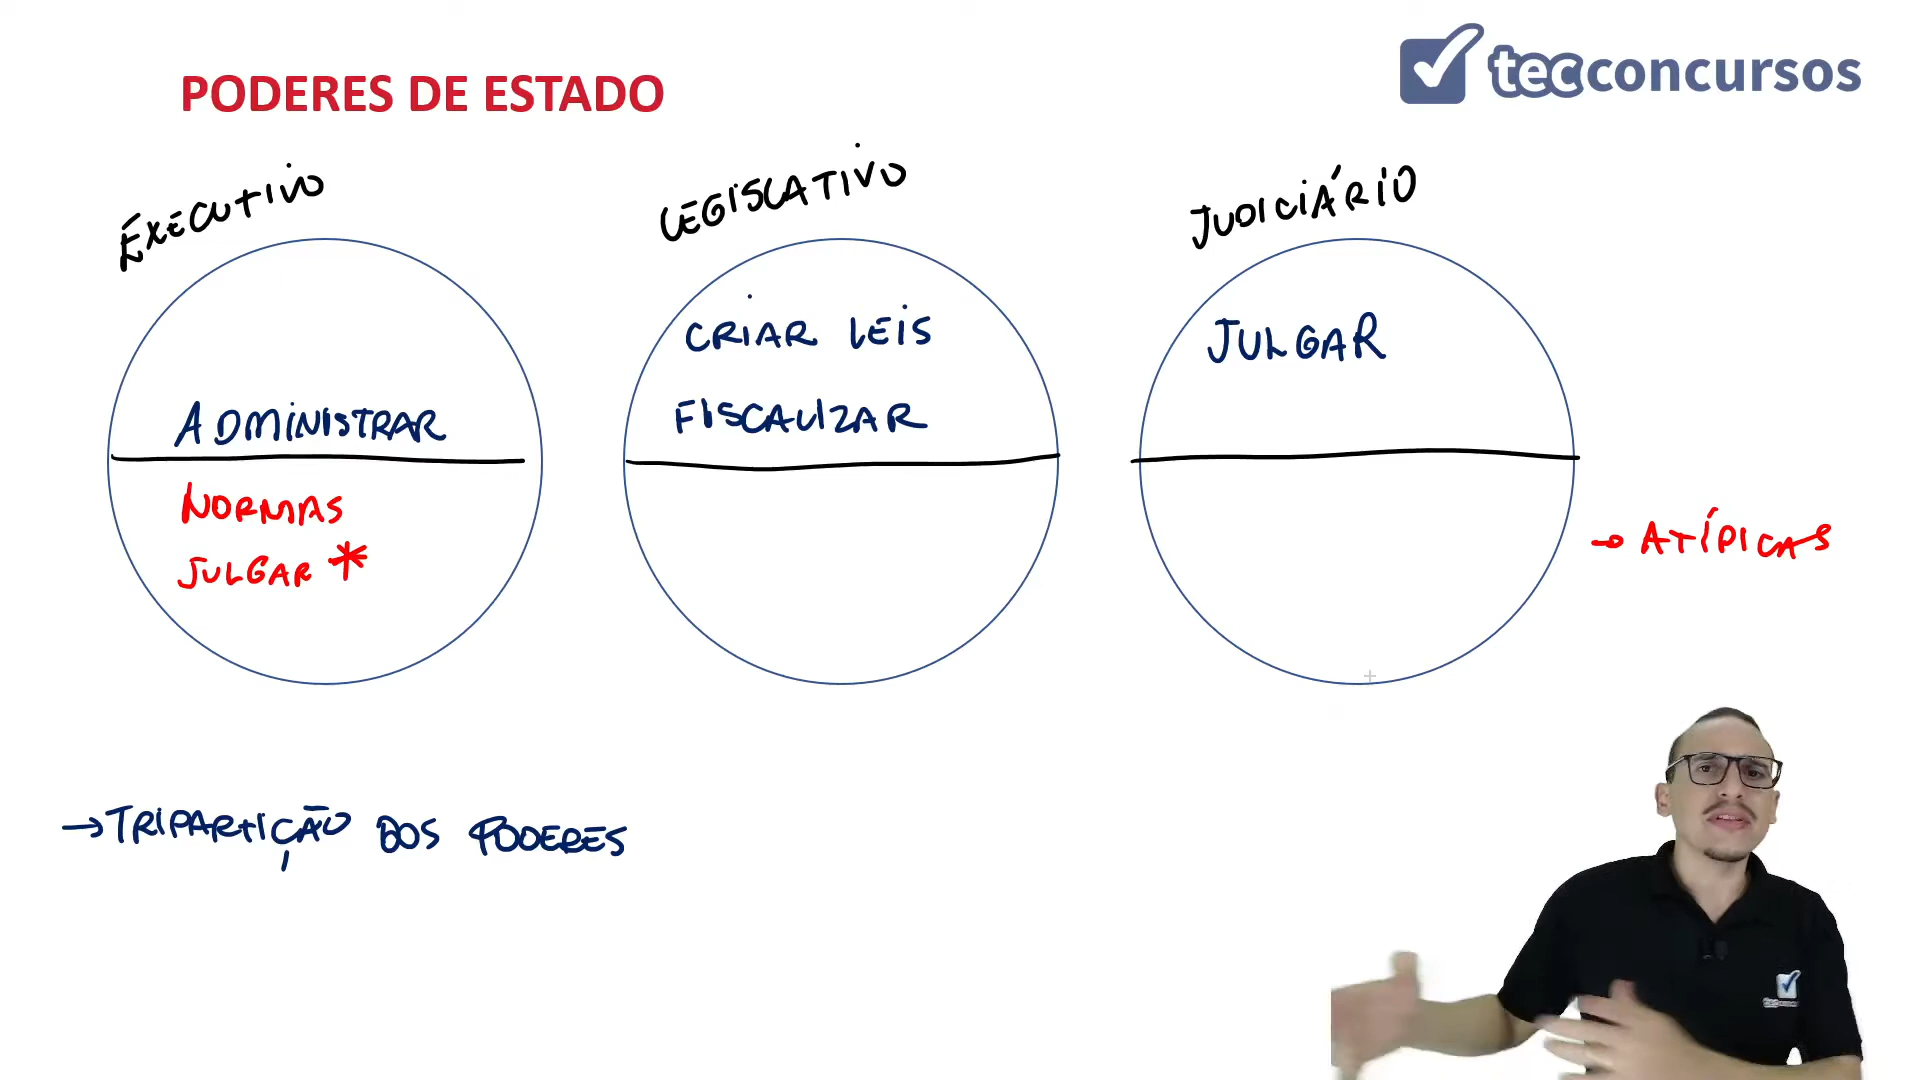 PODERES DE ESTADO
tecconcursos
EXECUTIVO
LEGISLATIVO
JUDICIÁRIO
CRIAR LEIS
FISCALIZAR
JULGAR
ADMINISTRAR
NORMAS
JULGAR *
→ ATÍPICAS
→ TRIPARTIÇÃO DOS PODERES